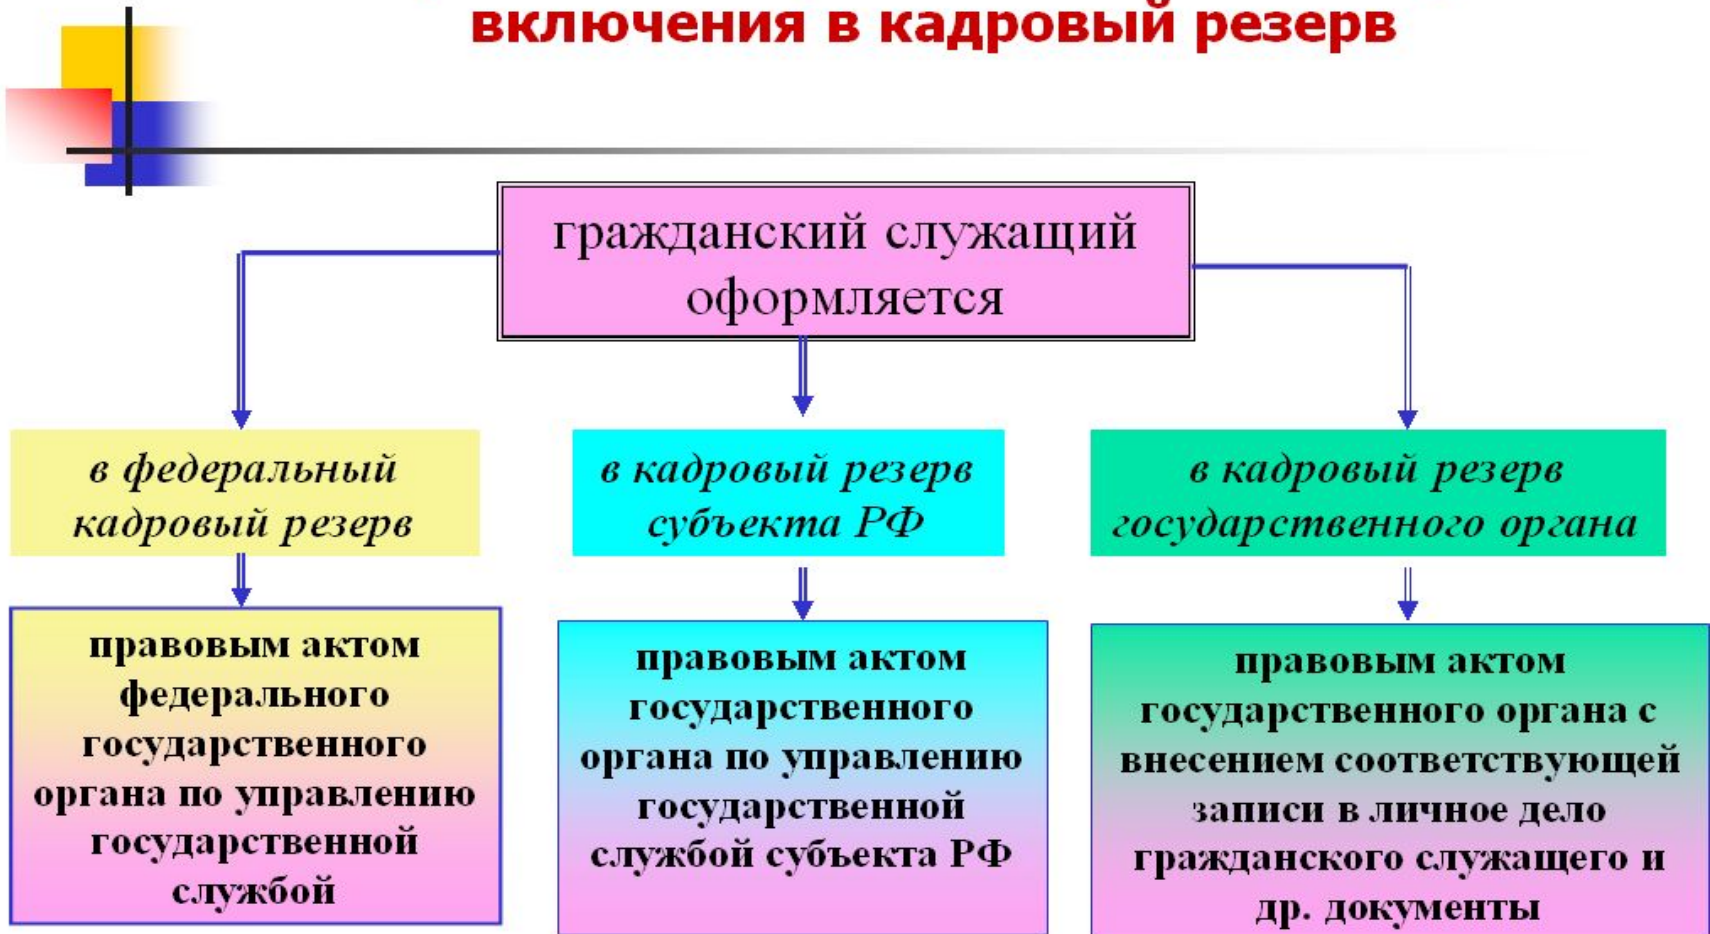 включения в кадровый резерв
гражданский служащий
оформляется
в федеральный
кадровый резерв
в кадровый резерв
субъекта РФ
в кадровый резерв
государственного органа
правовым актом
федерального
государственного
органа по управлению
государственной
службой
правовым актом
государственного
органа по управлению
государственной
службой субъекта РФ
правовым актом
государственного органа с
внесением соответствующей
записи в личное дело
гражданского служащего и
др. документы